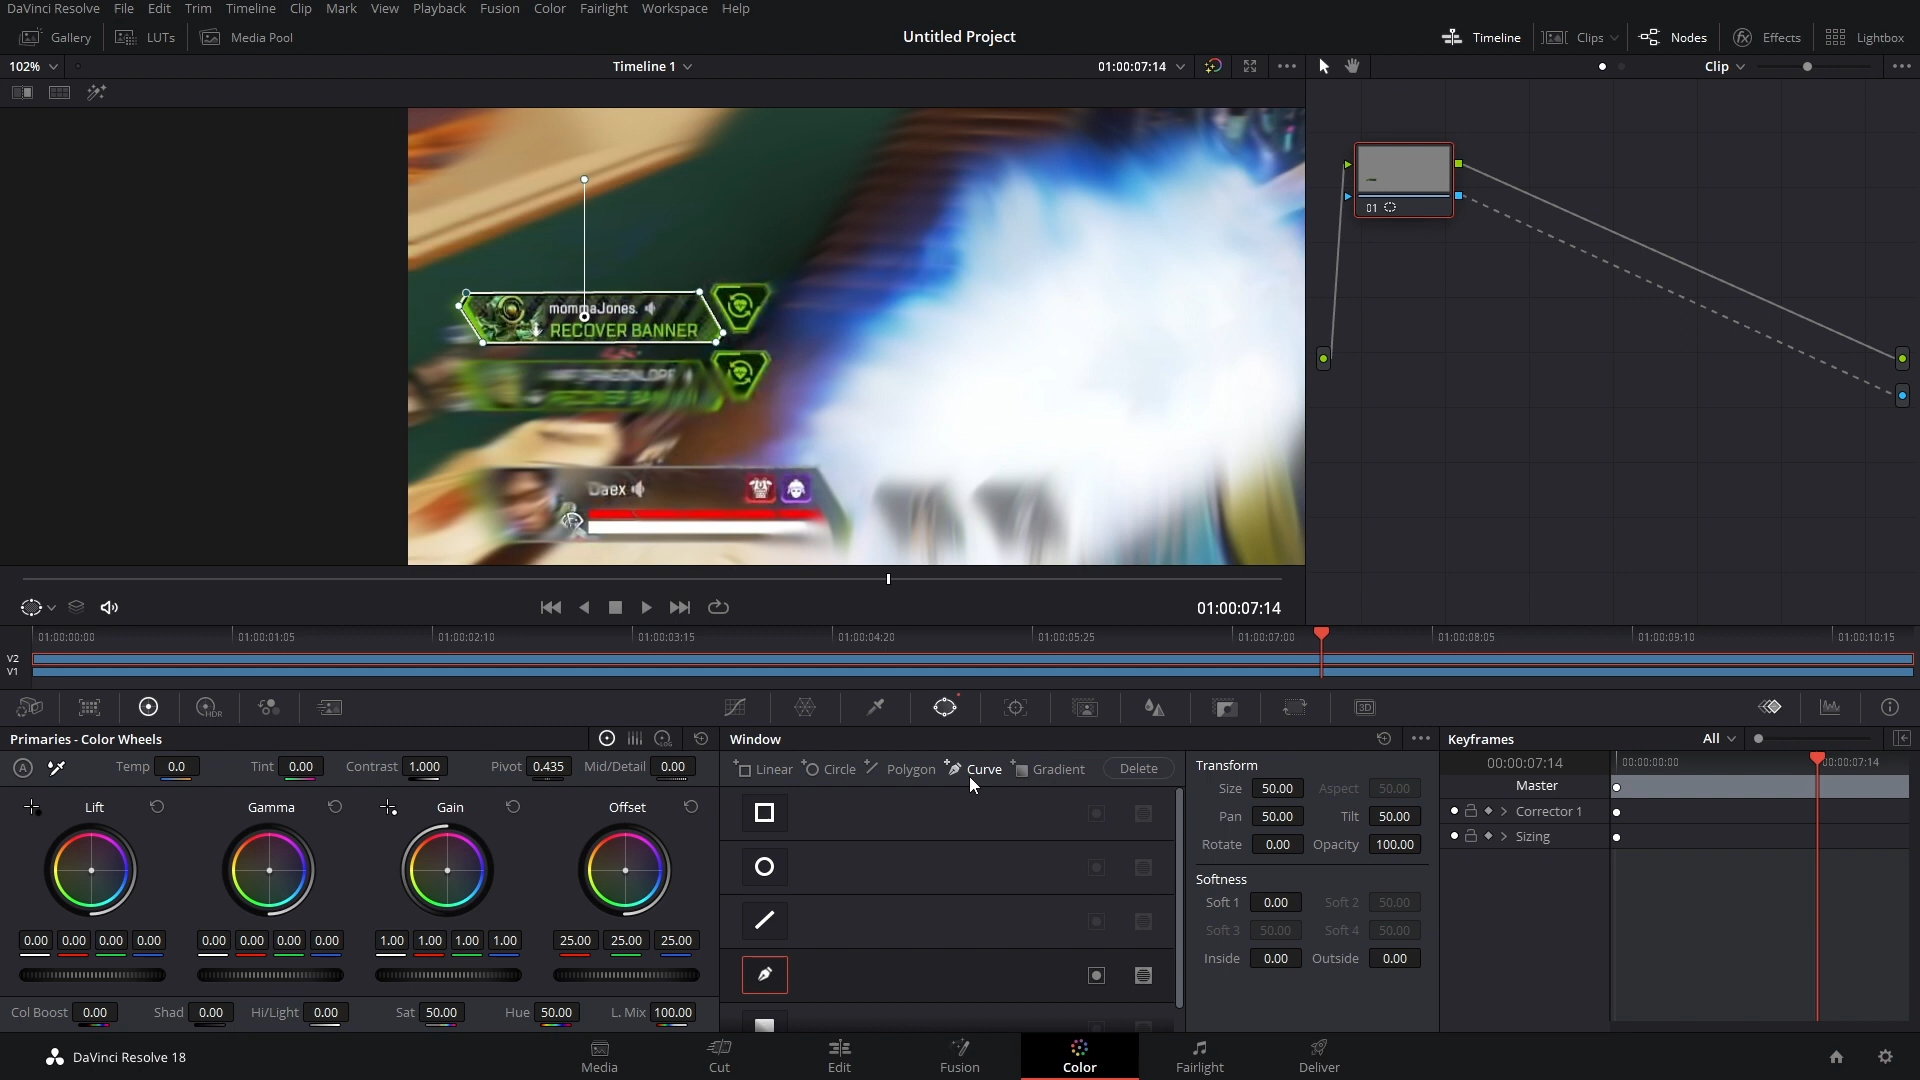 DaVinci Resolve File Edit Trim Timeline Clip Mark View Playback Fusion Color Fairlight Workspace Help
Gallery LUTs Media Pool Untitled Project Timeline Clips Nodes Effects Lightbox
102% Timeline 1 01:00:07:14 Clip
mommaJones.
RECOVER BANNER
01
Daex
01:00:07:14
01:00:00:00 01:00:01:05 01:00:02:10 01:00:03:15 01:00:04:20 01:00:05:25 01:00:07:00 01:00:08:05 01:00:09:10 01:00:10:15
V2
V1
HDR
3D
Primaries - Color Wheels LOG Window Keyframes All
A Temp 0.0 Tint 0.00 Contrast 1.000 Pivot 0.435 Mid/Detail 0.00
Linear Circle Polygon Curve Gradient Delete
Lift Gamma Gain Offset
0.00 0.00 0.00 0.00 0.00 0.00 0.00 0.00 1.00 1.00 1.00 1.00 25.00 25.00 25.00
Col Boost 0.00 Shad 0.00 Hi/Light 0.00 Sat 50.00 Hue 50.00 L. Mix 100.00
Transform
Size 50.00 Aspect 50.00
Pan 50.00 Tilt 50.00
Rotate 0.00 Opacity 100.00
Softness
Soft 1 0.00 Soft 2 50.00
Soft 3 50.00 Soft 4 50.00
Inside 0.00 Outside 0.00
00:00:07:14 00:00:00:00 00:00:07:14
Master
Corrector 1
Sizing
DaVinci Resolve 18 Media Cut Edit Fusion Color Fairlight Deliver